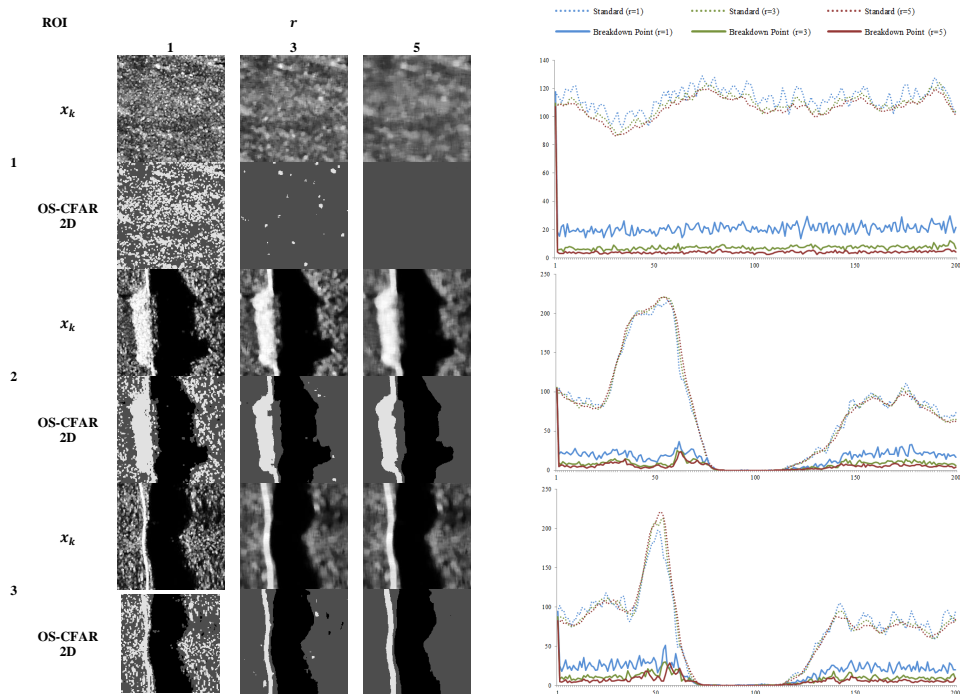 ROI
r
1 3 5
x_k
1
OS-CFAR
2D
x_k
2
OS-CFAR
2D
x_k
3
OS-CFAR
2D
Standard (r=1) Standard (r=3) Standard (r=5)
Breakdown Point (r=1) Breakdown Point (r=3) Breakdown Point (r=5)
140
120
100
80
60
40
20
0
1 50 100 150 200
250
200
150
100
50
0
1 50 100 150 200
250
200
150
100
50
0
1 50 100 150 200